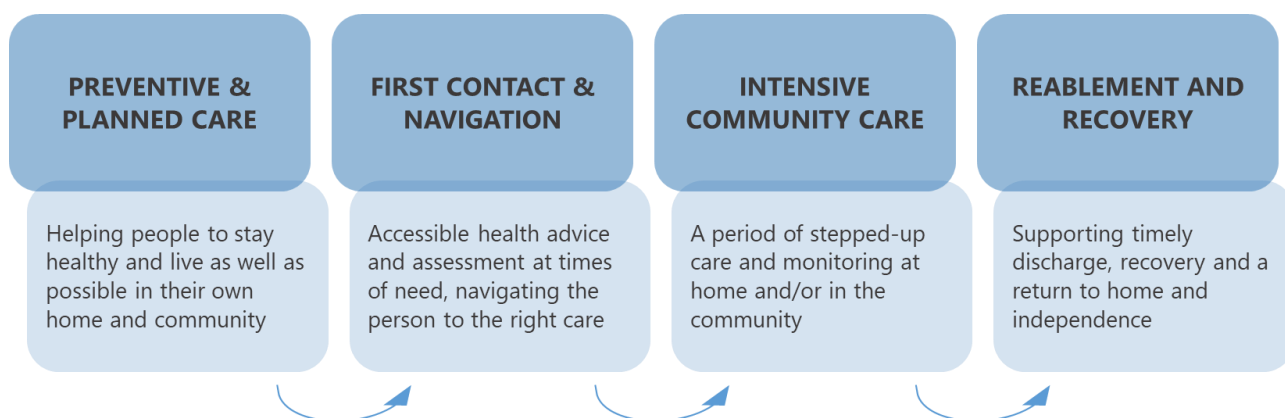 PREVENTIVE &
PLANNED CARE
Helping people to stay
healthy and live as well as
possible in their own
home and community
FIRST CONTACT &
NAVIGATION
Accessible health advice
and assessment at times
of need, navigating the
person to the right care
INTENSIVE
COMMUNITY CARE
A period of stepped-up
care and monitoring at
home and/or in the
community
REABLEMENT AND
RECOVERY
Supporting timely
discharge, recovery and a
return to home and
independence